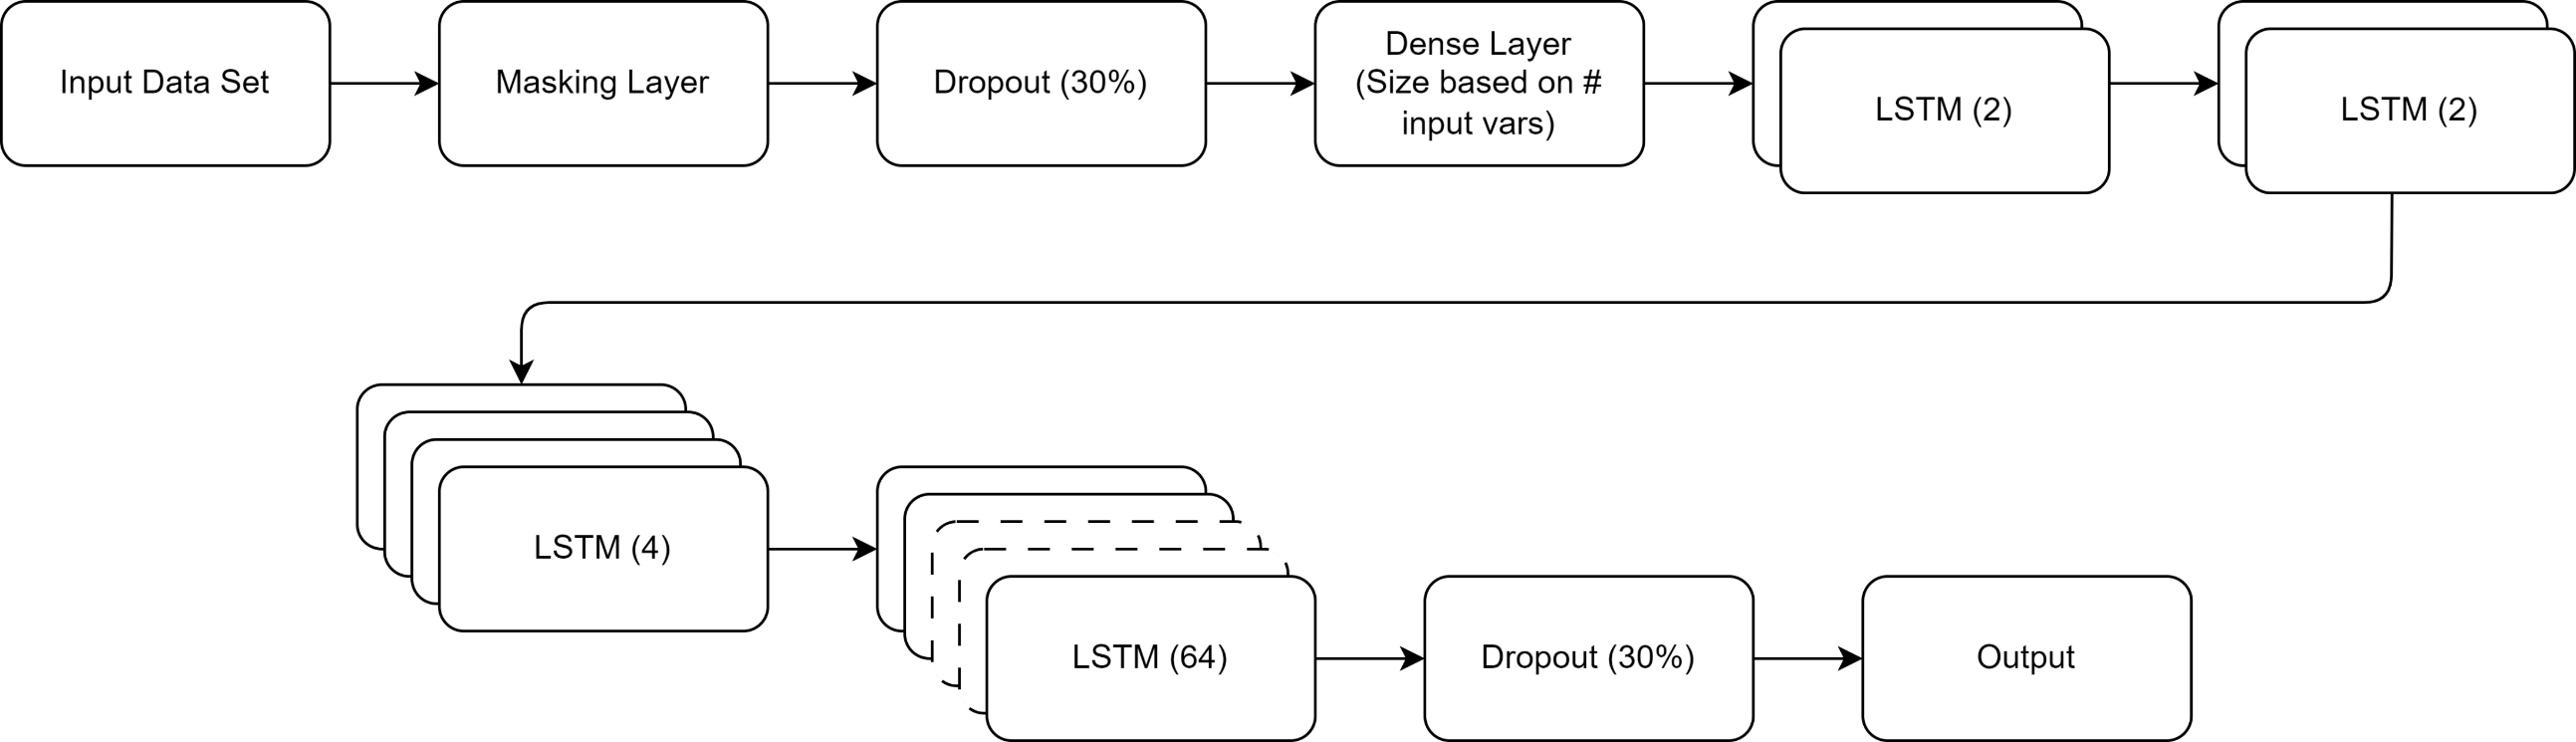 Input Data Set
Masking Layer
Dropout (30%)
Dense Layer
(Size based on #
input vars)
LSTM (2)
LSTM (2)
LSTM (4)
LSTM (64)
Dropout (30%)
Output